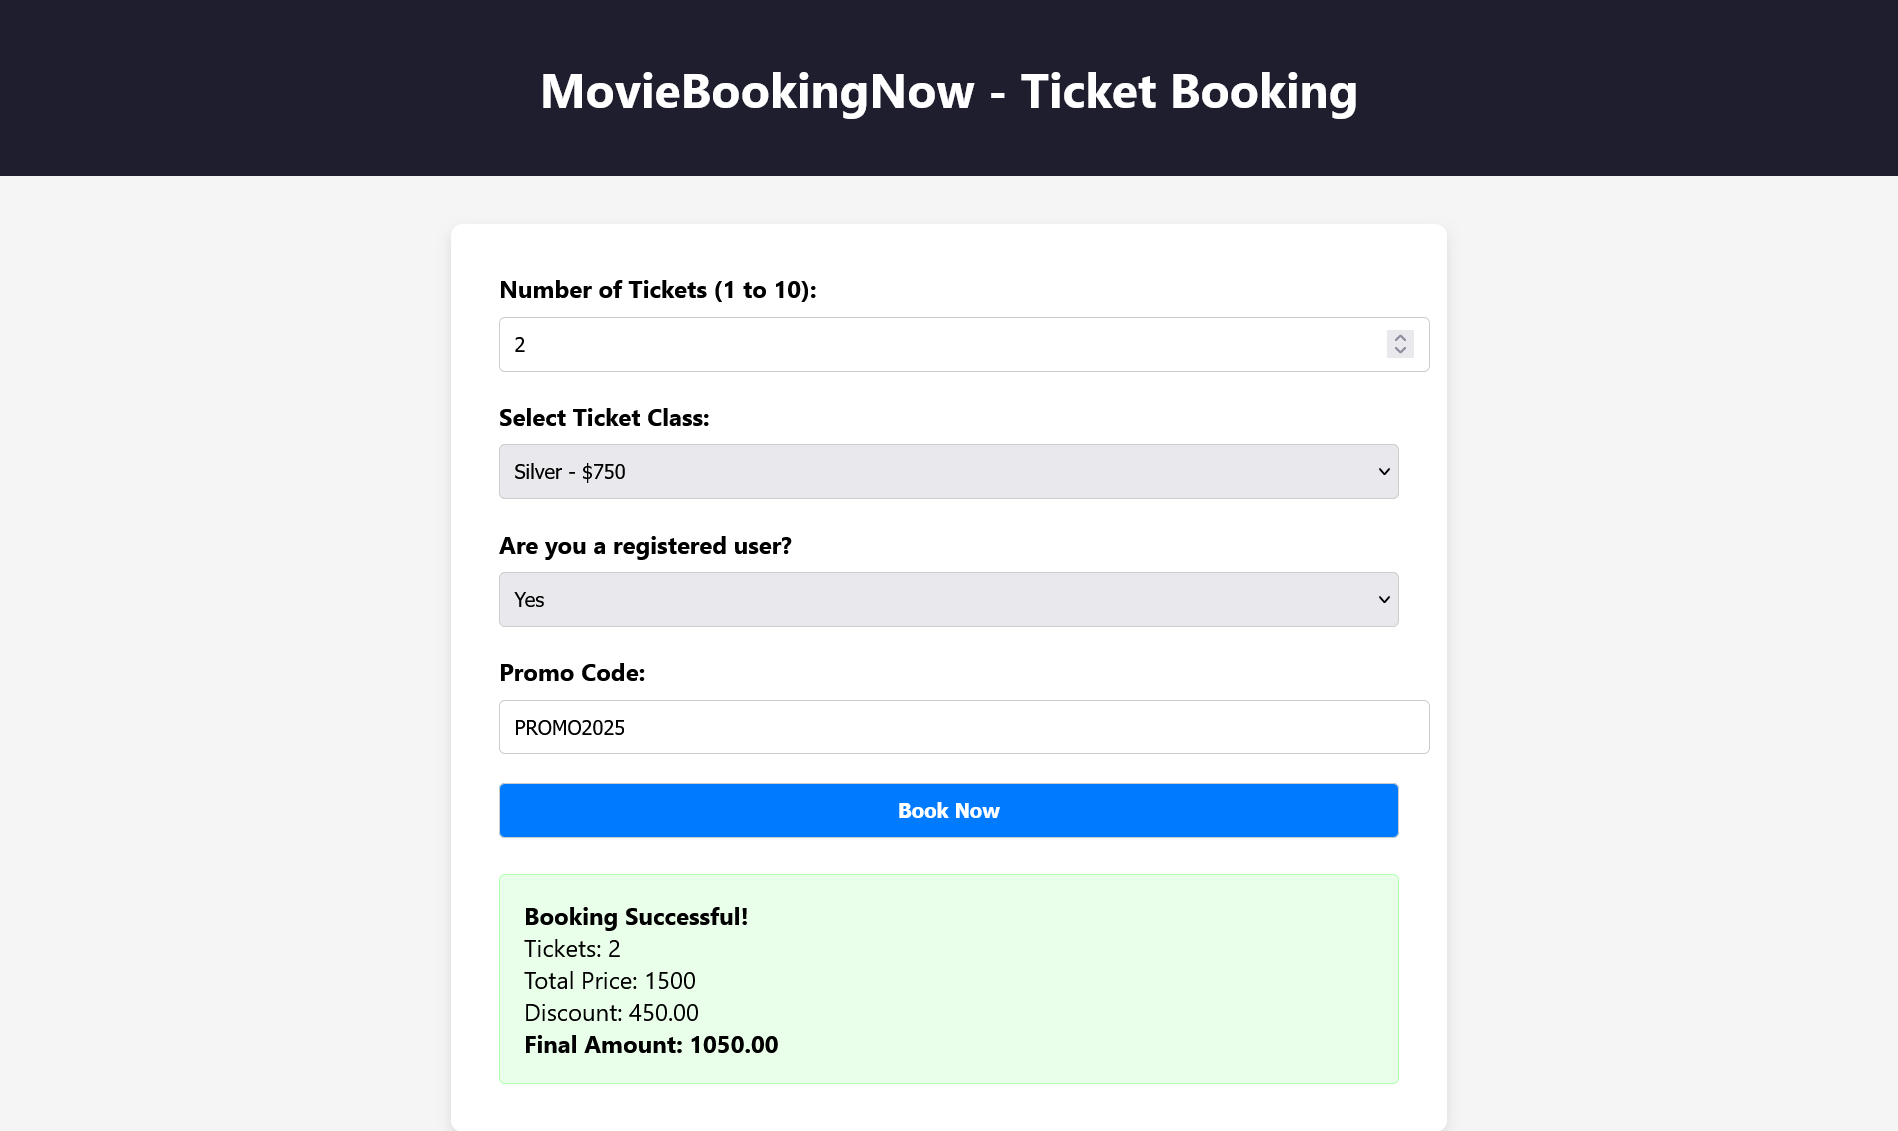 MovieBookingNow - Ticket Booking
Number of Tickets (1 to 10):
2
Select Ticket Class:
Silver - $750
Are you a registered user?
Yes
Promo Code:
PROMO2025
Book Now
Booking Successful!
Tickets: 2
Total Price: 1500
Discount: 450.00
Final Amount: 1050.00